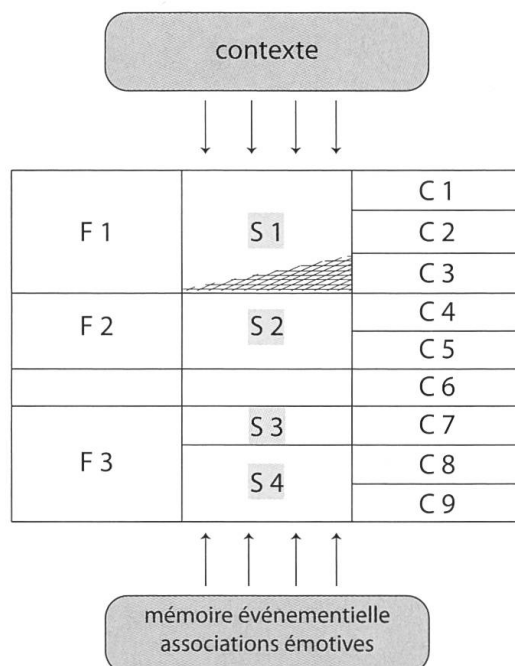 contexte
F 1
S 1
C 1
C 2
C 3
F 2
S 2
C 4
C 5
C 6
F 3
S 3
C 7
S 4
C 8
C 9
mémoire événementielle
associations émotives